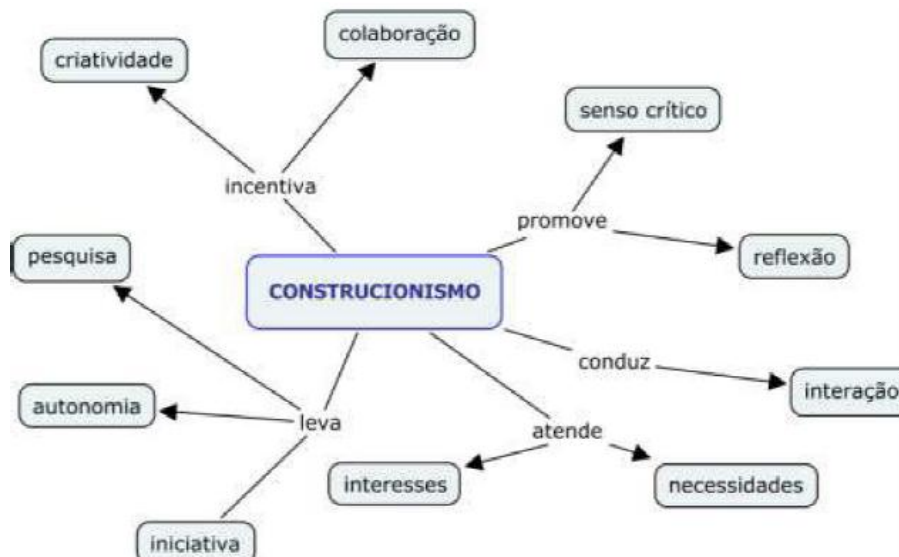 colaboração
criatividade
senso crítico
incentiva
promove
pesquisa
reflexão
CONSTRUCIONISMO
conduz
interação
autonomia
leva
atende
interesses
necessidades
iniciativa